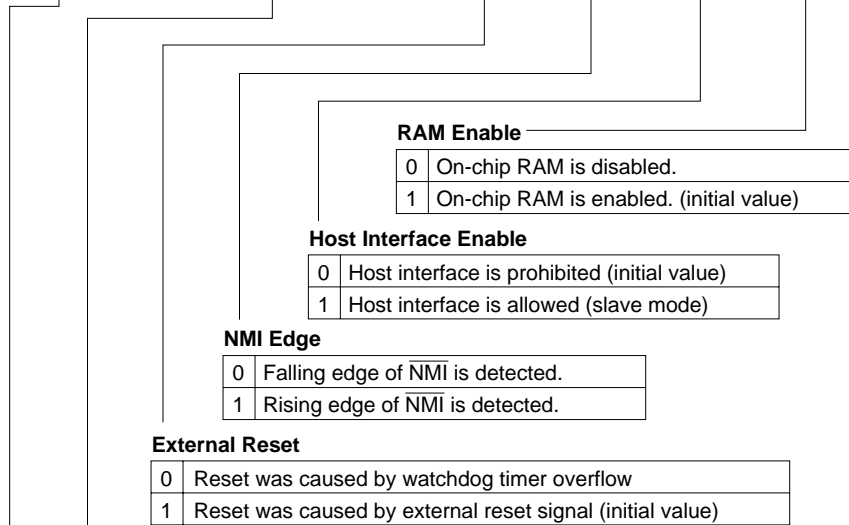 RAM Enable
0 On-chip RAM is disabled.
1 On-chip RAM is enabled. (initial value)
Host Interface Enable
0 Host interface is prohibited (initial value)
1 Host interface is allowed (slave mode)
NMI Edge
0 Falling edge of N̅M̅I̅ is detected.
1 Rising edge of N̅M̅I̅ is detected.
External Reset
0 Reset was caused by watchdog timer overflow
1 Reset was caused by external reset signal (initial value)